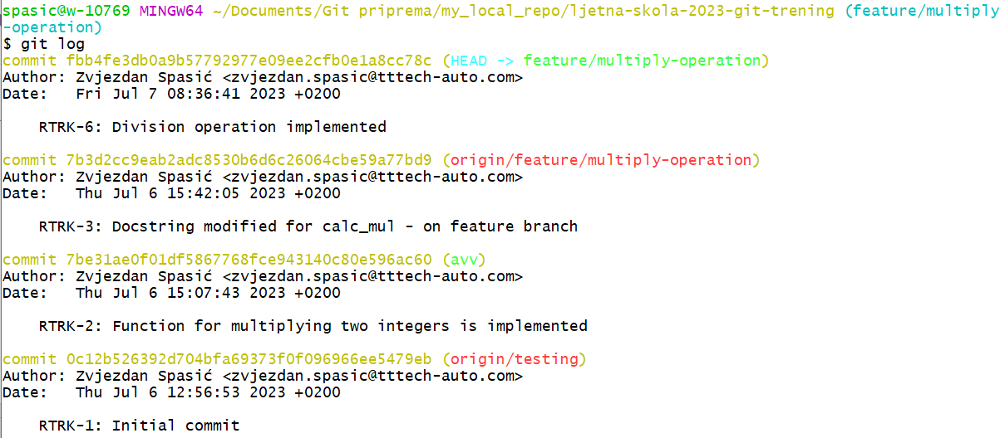 spasic@w-10769 MINGW64 ~/Documents/Git priprema/my_local_repo/ljetna-skola-2023-git-trening (feature/multiply
-operation)
$ git log
commit fbb4fe3db0a9b57792977e09ee2cfb0e1a8cc78c (HEAD -> feature/multiply-operation)
Author: Zvjezdan Spasić <zvjezdan.spasic@tttech-auto.com>
Date:   Fri Jul 7 08:36:41 2023 +0200
    RTRK-6: Division operation implemented
commit 7b3d2cc9eab2adc8530b6d6c26064cbe59a77bd9 (origin/feature/multiply-operation)
Author: Zvjezdan Spasić <zvjezdan.spasic@tttech-auto.com>
Date:   Thu Jul 6 15:42:05 2023 +0200
    RTRK-3: Docstring modified for calc_mul - on feature branch
commit 7be31ae0f01df5867768fce943140c80e596ac60 (avv)
Author: Zvjezdan Spasić <zvjezdan.spasic@tttech-auto.com>
Date:   Thu Jul 6 15:07:43 2023 +0200
    RTRK-2: Function for multiplying two integers is implemented
commit 0c12b526392d704bfa69373f0f096966ee5479eb (origin/testing)
Author: Zvjezdan Spasić <zvjezdan.spasic@tttech-auto.com>
Date:   Thu Jul 6 12:56:53 2023 +0200
    RTRK-1: Initial commit